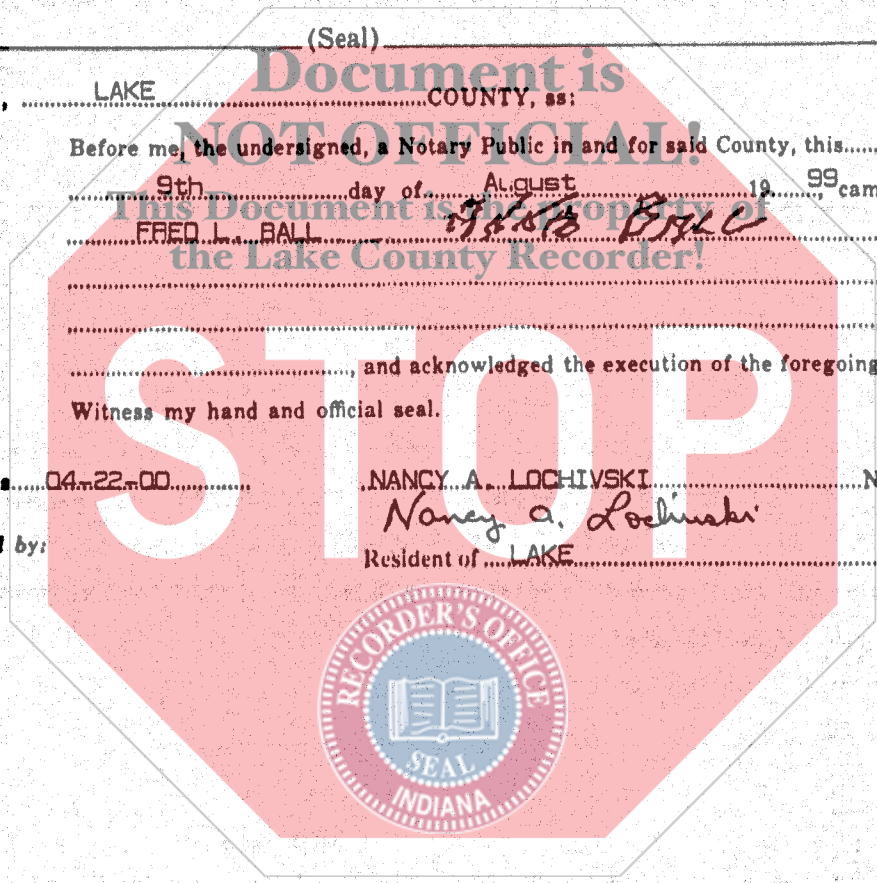 (Seal)
Document is
, LAKE COUNTY, ss:
NOT OFFICIAL!
Before me, the undersigned, a Notary Public in and for said County, this
9th day of August 19 99 cam
This Document is the property of
FRED L. BALL
the Lake County Recorder!
, and acknowledged the execution of the foregoing
STOP
Witness my hand and official seal.
04-22-00 NANCY A. LOCHIVSKI N
Nancy A. Lochinski
by:
Resident of LAKE
RECORDER'S OFFICE
SEAL
INDIANA